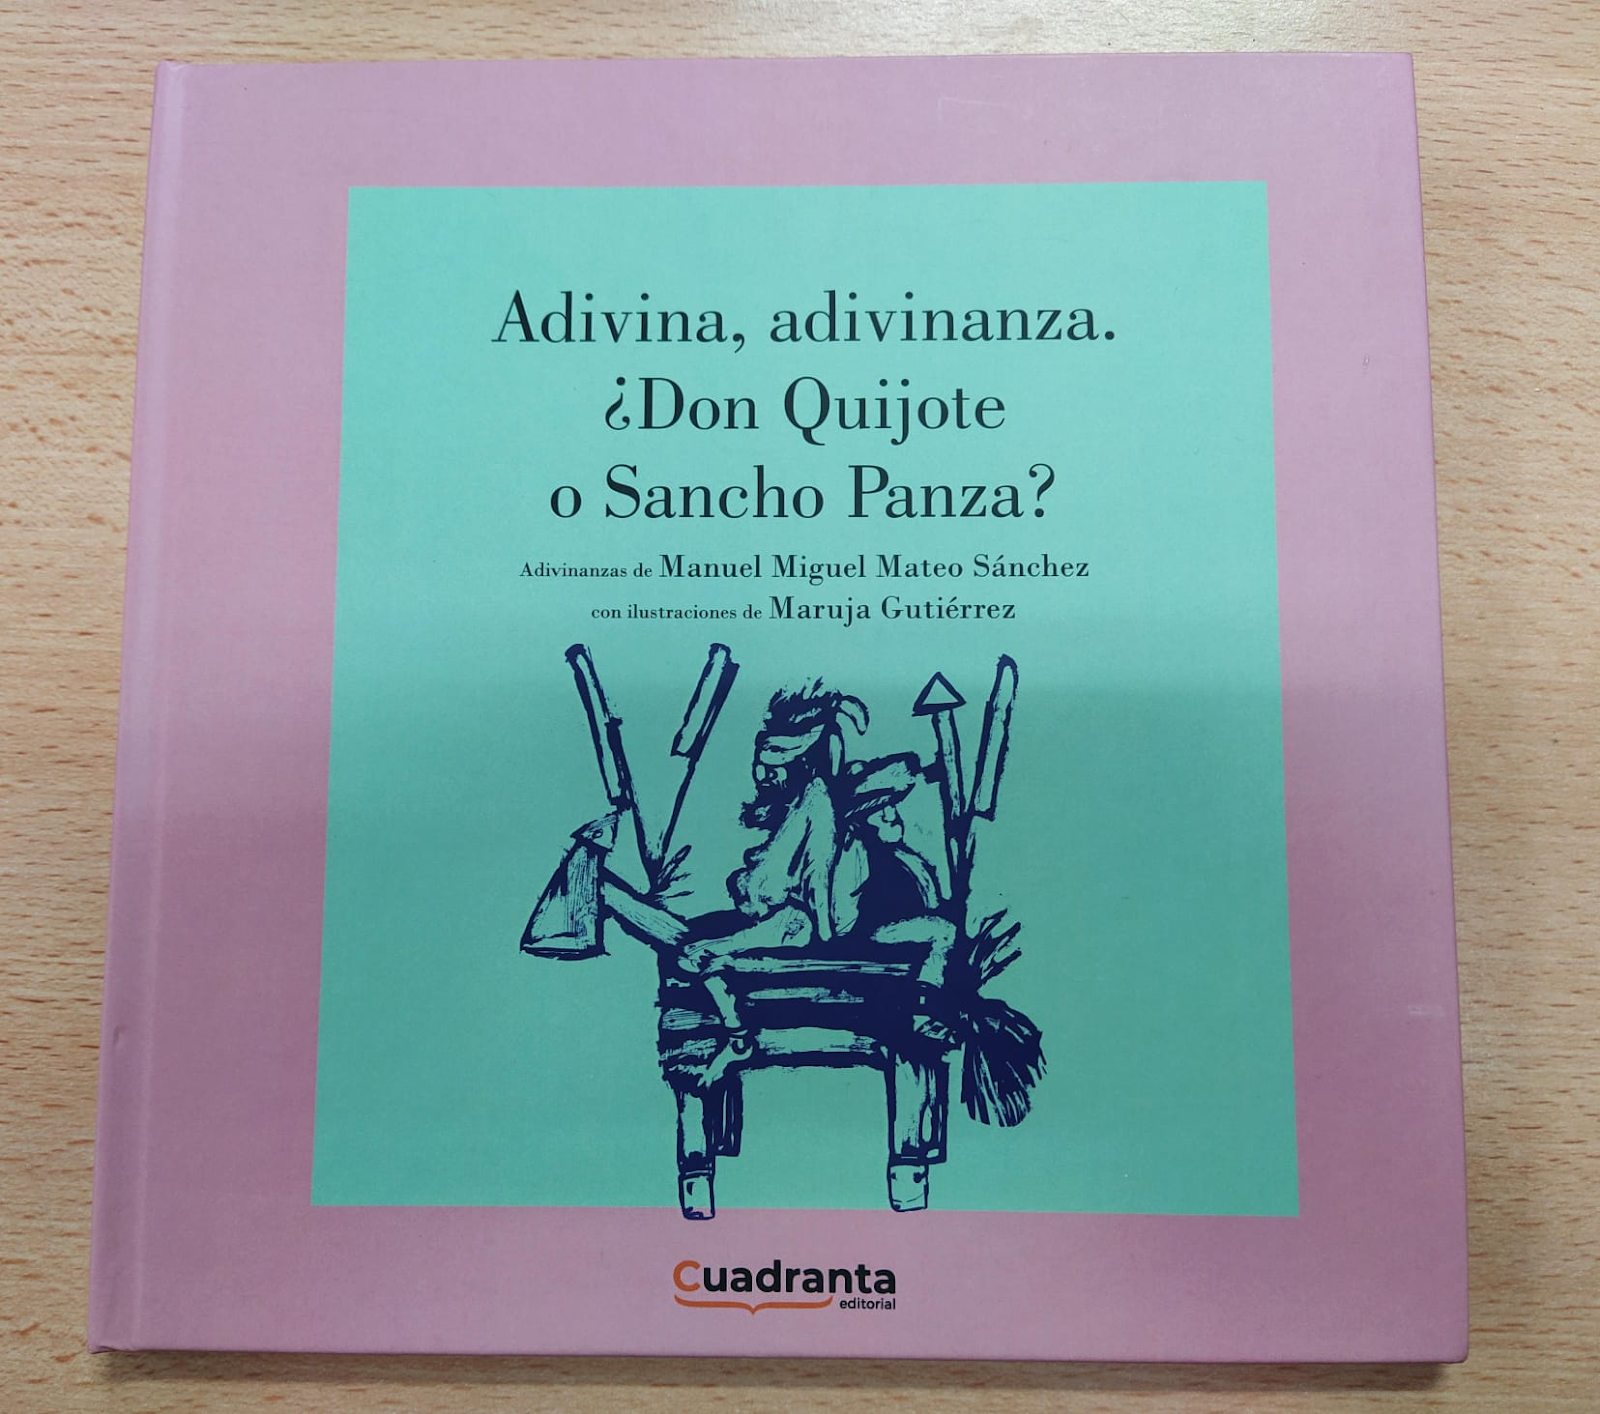 Adivina, adivinanza.
¿Don Quijote
o Sancho Panza?
Adivinanzas de Manuel Miguel Mateo Sánchez
con ilustraciones de Maruja Gutiérrez
Cuadranta
editorial